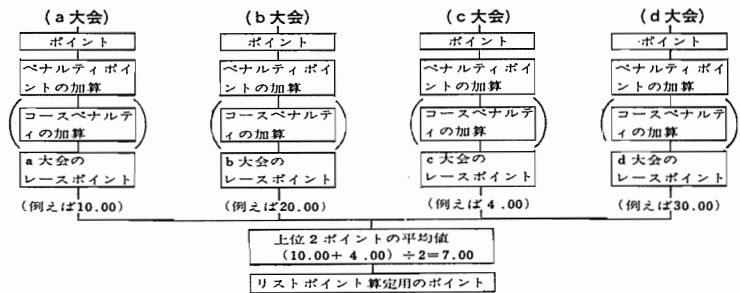 （a大会）
ポイント
ペナルティポイ
ントの加算
コースペナル
ティの加算
a大会の
レースポイント
（例えば10.00）
（b大会）
ポイント
ペナルティポイ
ントの加算
コースペナルテ
ィの加算
b大会の
レースポイント
（例えば20.00）
（c大会）
ポイント
ペナルティポイ
ントの加算
コースペナルテ
ィの加算
c大会の
レースポイント
（例えば4.00）
（d大会）
ポイント
ペナルティポイ
ントの加算
コースペナルテ
ィの加算
d大会の
レースポイント
（例えば30.00）
上位2ポイントの平均値
（10.00+4.00）÷2=7.00
リストポイント算定用のポイント